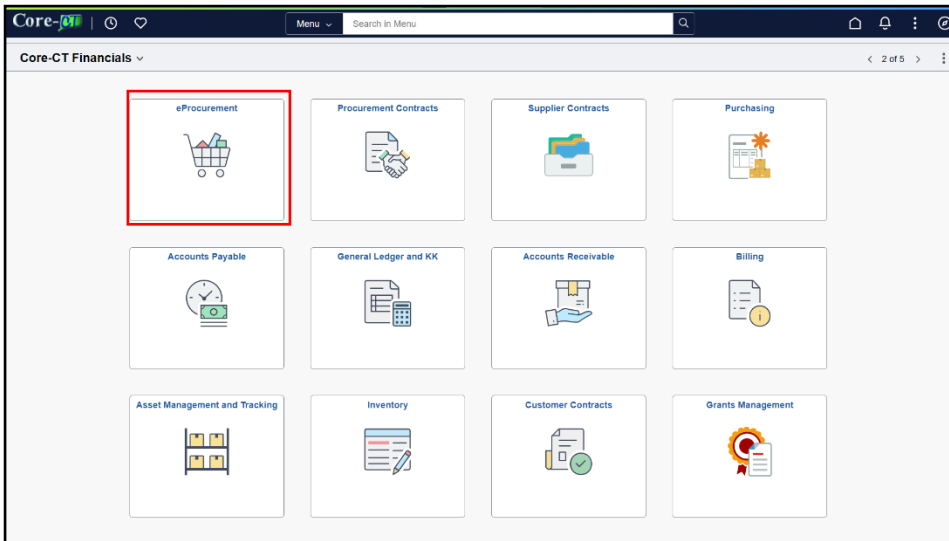 Core-CT
Menu
Search in Menu
Core-CT Financials
2 of 5
eProcurement
Procurement Contracts
Supplier Contracts
Purchasing
Accounts Payable
General Ledger and KK
Accounts Receivable
Billing
Asset Management and Tracking
Inventory
Customer Contracts
Grants Management